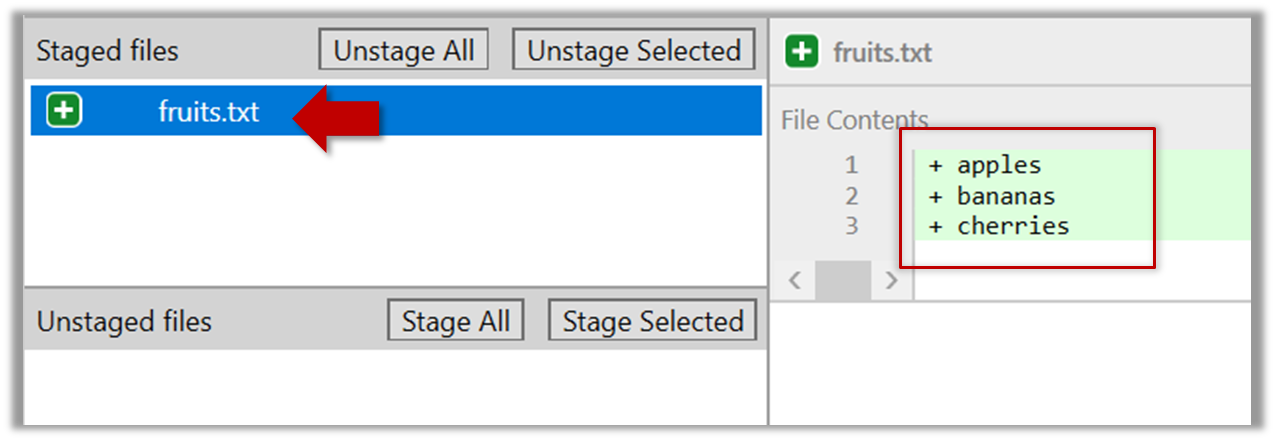 Staged files Unstage All Unstage Selected
fruits.txt
Unstaged files Stage All Stage Selected
fruits.txt
File Contents
1 + apples
2 + bananas
3 + cherries